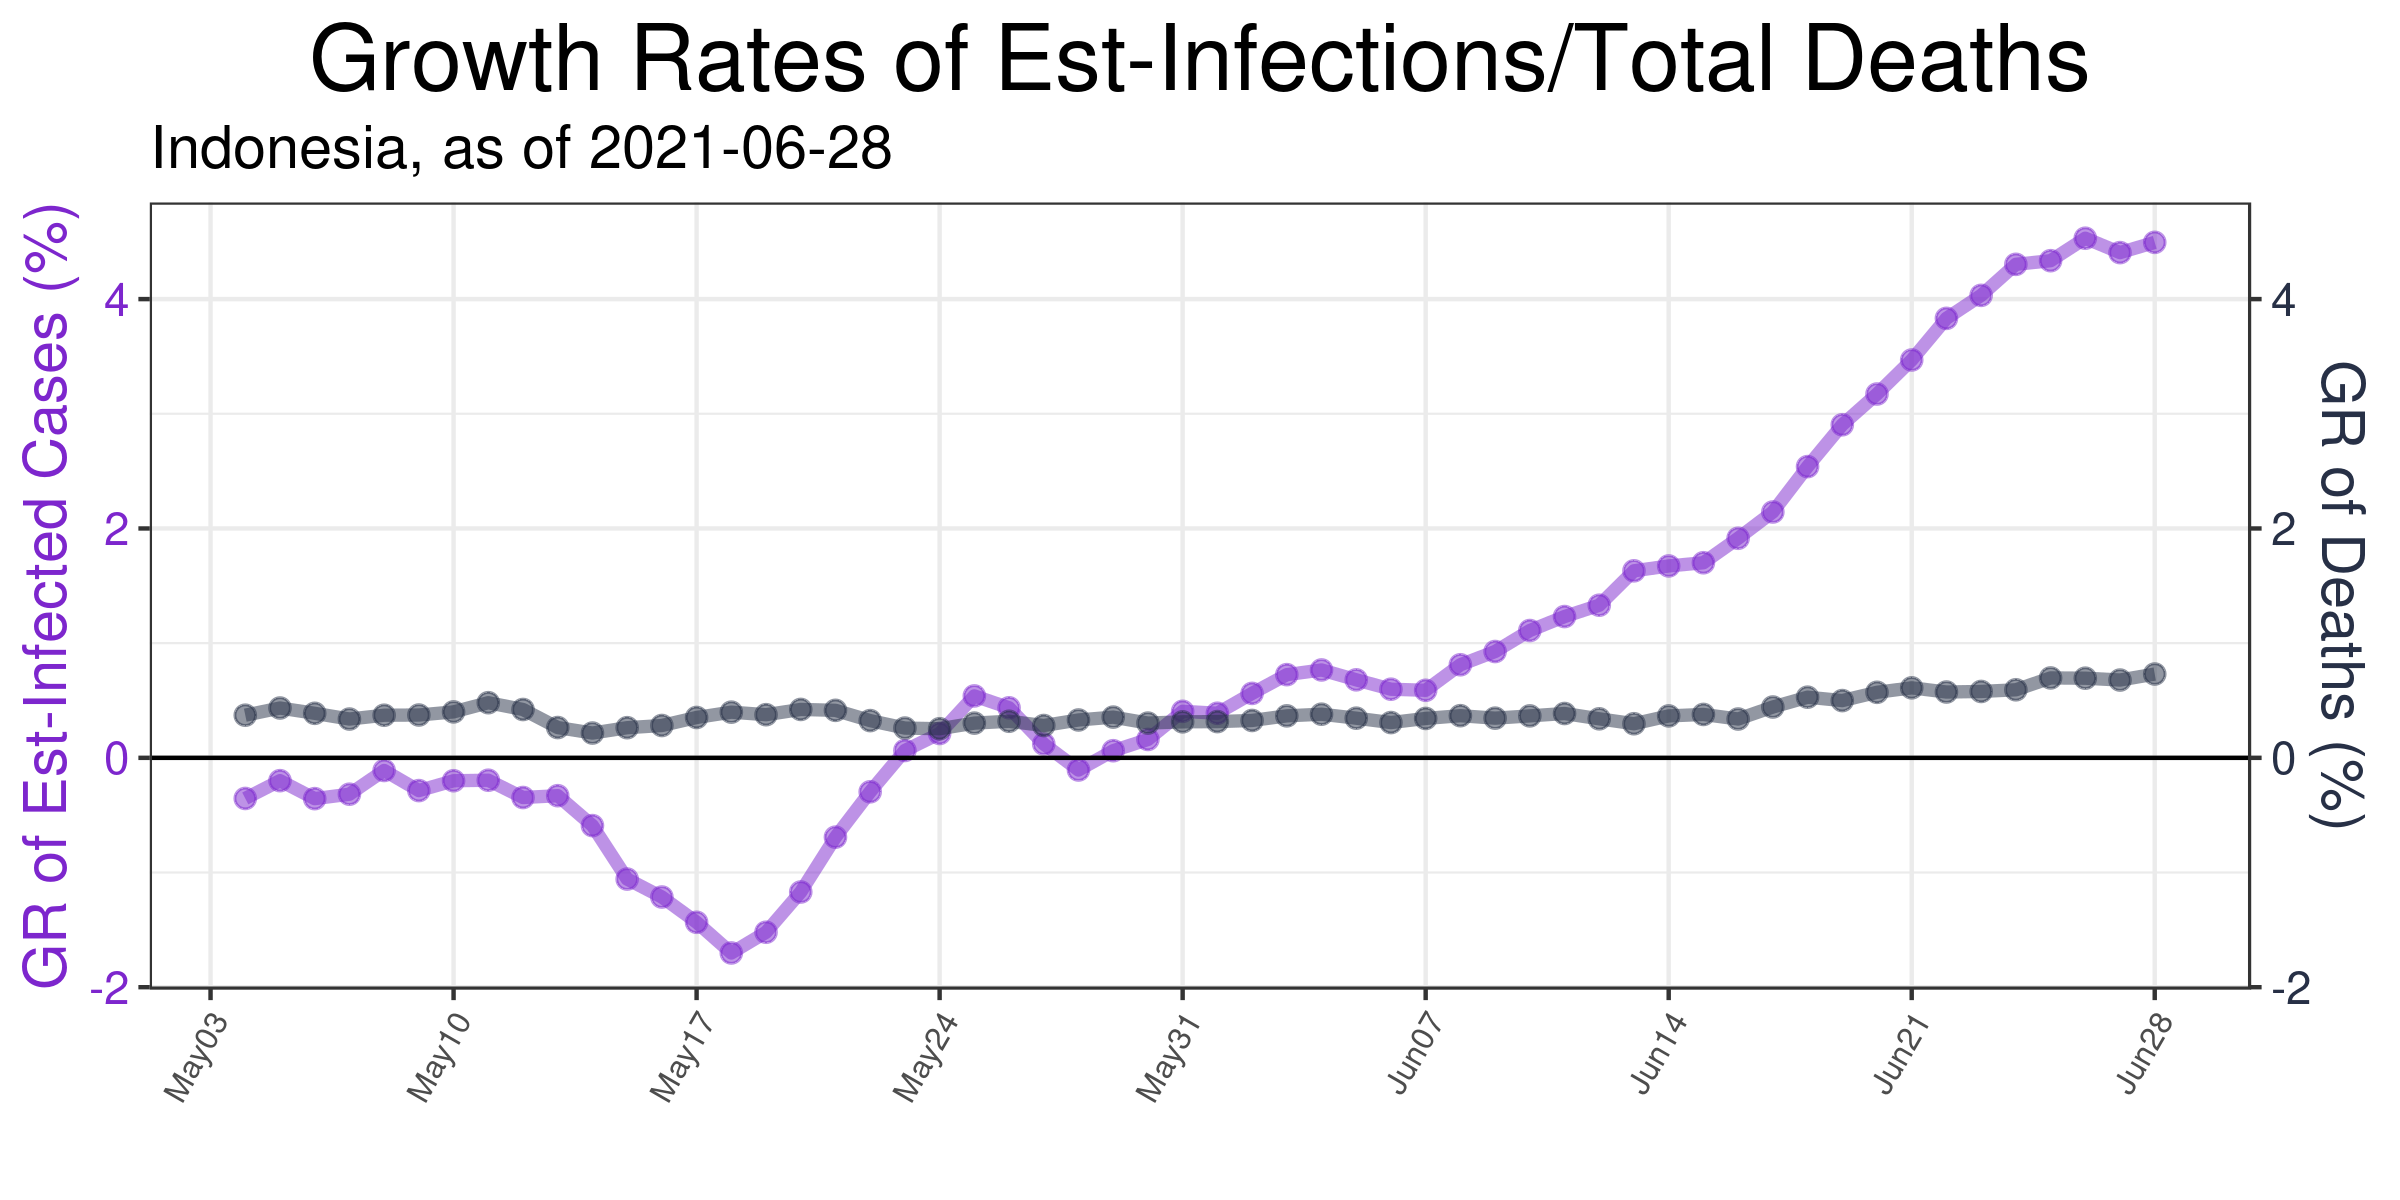 Growth Rates of Est-Infections/Total Deaths
Indonesia, as of 2021-06-28
GR of Est-Infected Cases (%)
4
2
0
-2
4
2
0
-2
GR of Deaths (%)
May03
May10
May17
May24
May31
Jun07
Jun14
Jun21
Jun28